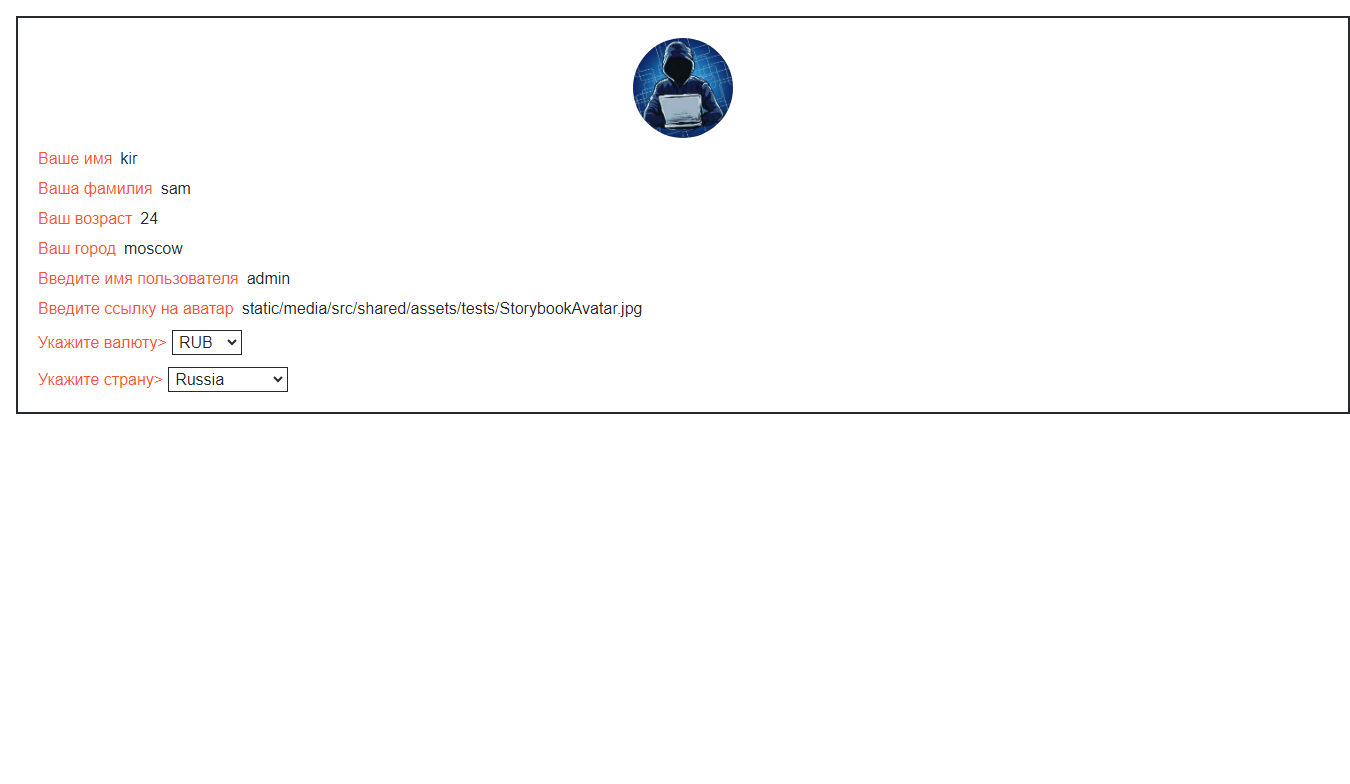 Ваше имя kir
Ваша фамилия sam
Ваш возраст 24
Ваш город moscow
Введите имя пользователя admin
Введите ссылку на аватар static/media/src/shared/assets/tests/StorybookAvatar.jpg
Укажите валюту> RUB
Укажите страну> Russia